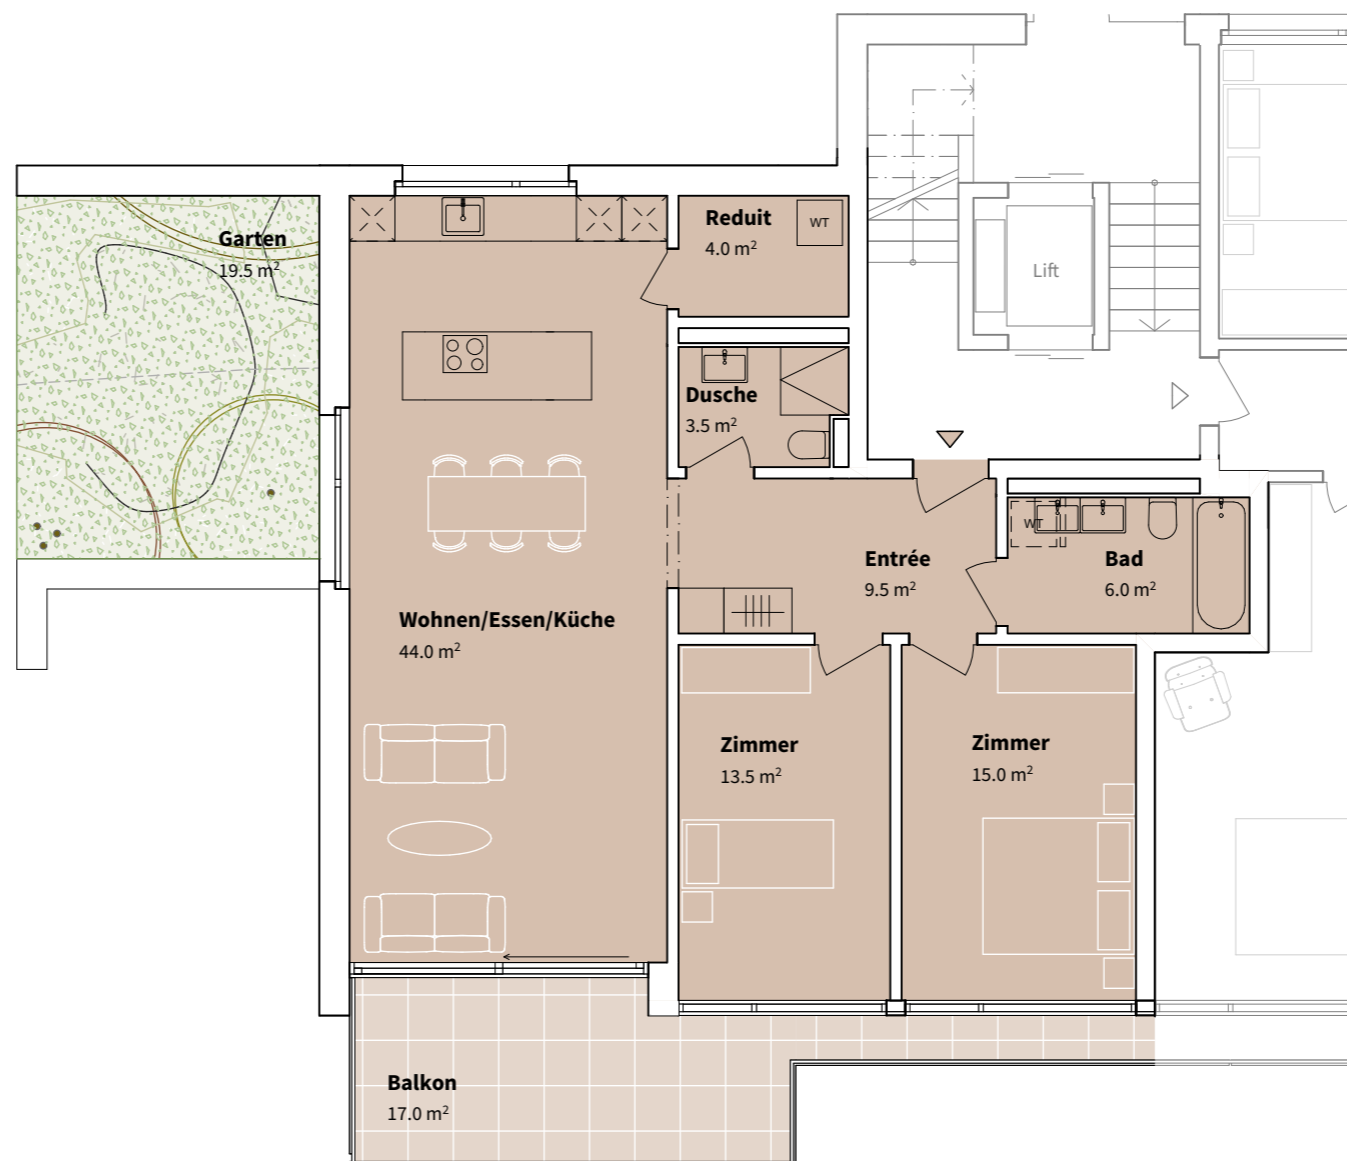 Reduit
4.0 m²
WT
Garten
19.5 m²
Lift
Dusche
3.5 m²
WT
Entrée
9.5 m²
Bad
6.0 m²
Wohnen/Essen/Küche
44.0 m²
Zimmer
13.5 m²
Zimmer
15.0 m²
Balkon
17.0 m²